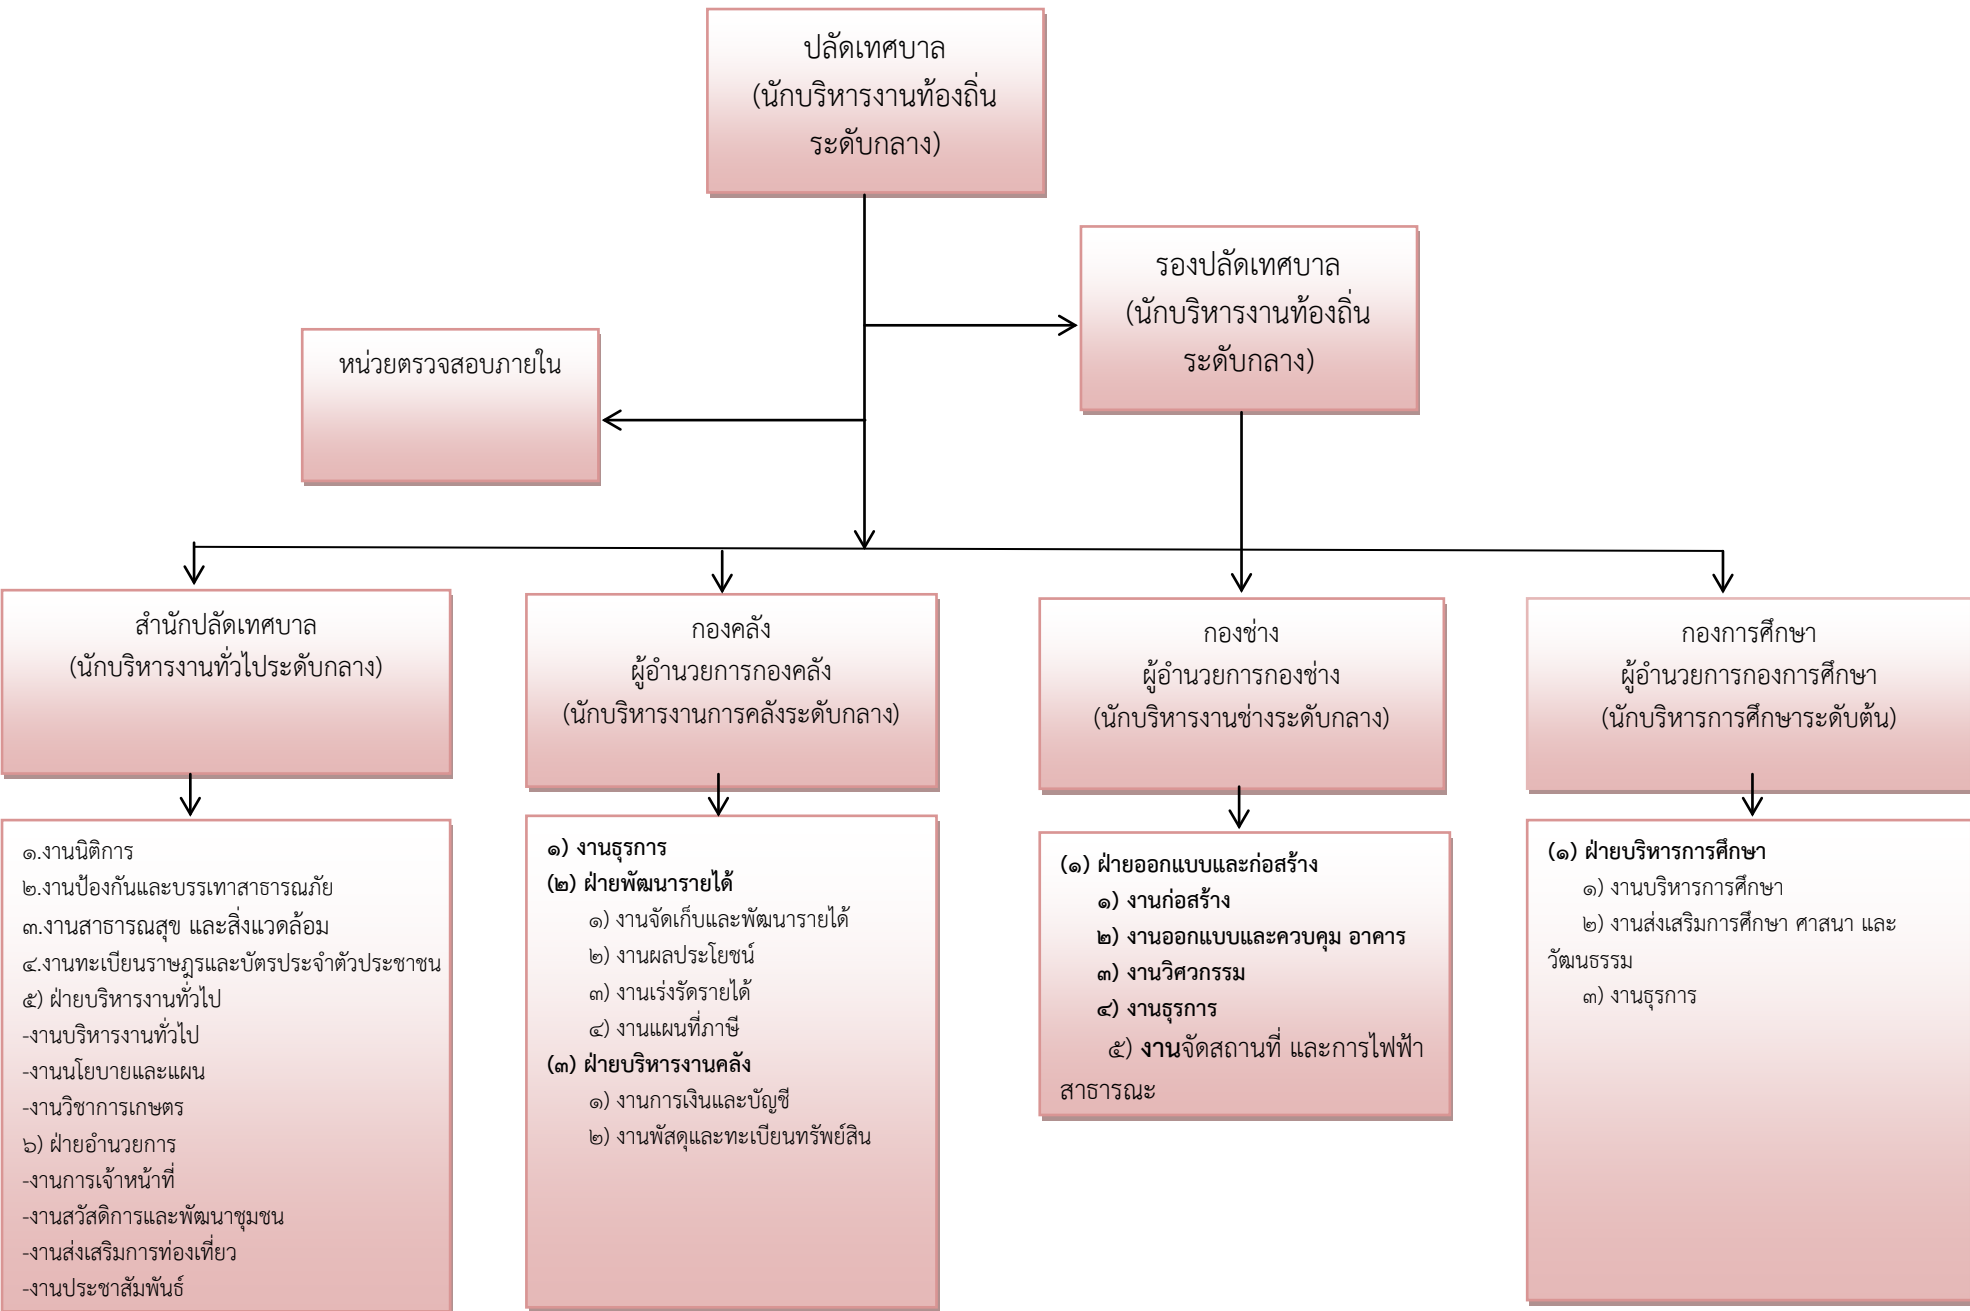 ปลัดเทศบาล
(นักบริหารงานท้องถิ่น
ระดับกลาง)
รองปลัดเทศบาล
(นักบริหารงานท้องถิ่น
ระดับกลาง)
หน่วยตรวจสอบภายใน
สำนักปลัดเทศบาล
(นักบริหารงานทั่วไประดับกลาง)
กองคลัง
ผู้อำนวยการกองคลัง
(นักบริหารงานการคลังระดับกลาง)
กองช่าง
ผู้อำนวยการกองช่าง
(นักบริหารงานช่างระดับกลาง)
กองการศึกษา
ผู้อำนวยการกองการศึกษา
(นักบริหารการศึกษาระดับต้น)
๑.งานนิติการ
๒.งานป้องกันและบรรเทาสาธารณภัย
๓.งานสาธารณสุข และสิ่งแวดล้อม
๔.งานทะเบียนราษฎรและบัตรประจำตัวประชาชน
๕) ฝ่ายบริหารงานทั่วไป
-งานบริหารงานทั่วไป
-งานนโยบายและแผน
-งานวิชาการเกษตร
๖) ฝ่ายอำนวยการ
-งานการเจ้าหน้าที่
-งานสวัสดิการและพัฒนาชุมชน
-งานส่งเสริมการท่องเที่ยว
-งานประชาสัมพันธ์
๑) งานธุรการ
(๒) ฝ่ายพัฒนารายได้
๑) งานจัดเก็บและพัฒนารายได้
๒) งานผลประโยชน์
๓) งานเร่งรัดรายได้
๔) งานแผนที่ภาษี
(๓) ฝ่ายบริหารงานคลัง
๑) งานการเงินและบัญชี
๒) งานพัสดุและทะเบียนทรัพย์สิน
(๑) ฝ่ายออกแบบและก่อสร้าง
๑) งานก่อสร้าง
๒) งานออกแบบและควบคุม อาคาร
๓) งานวิศวกรรม
๔) งานธุรการ
๕) งานจัดสถานที่ และการไฟฟ้า
สาธารณะ
(๑) ฝ่ายบริหารการศึกษา
๑) งานบริหารการศึกษา
๒) งานส่งเสริมการศึกษา ศาสนา และ
วัฒนธรรม
๓) งานธุรการ